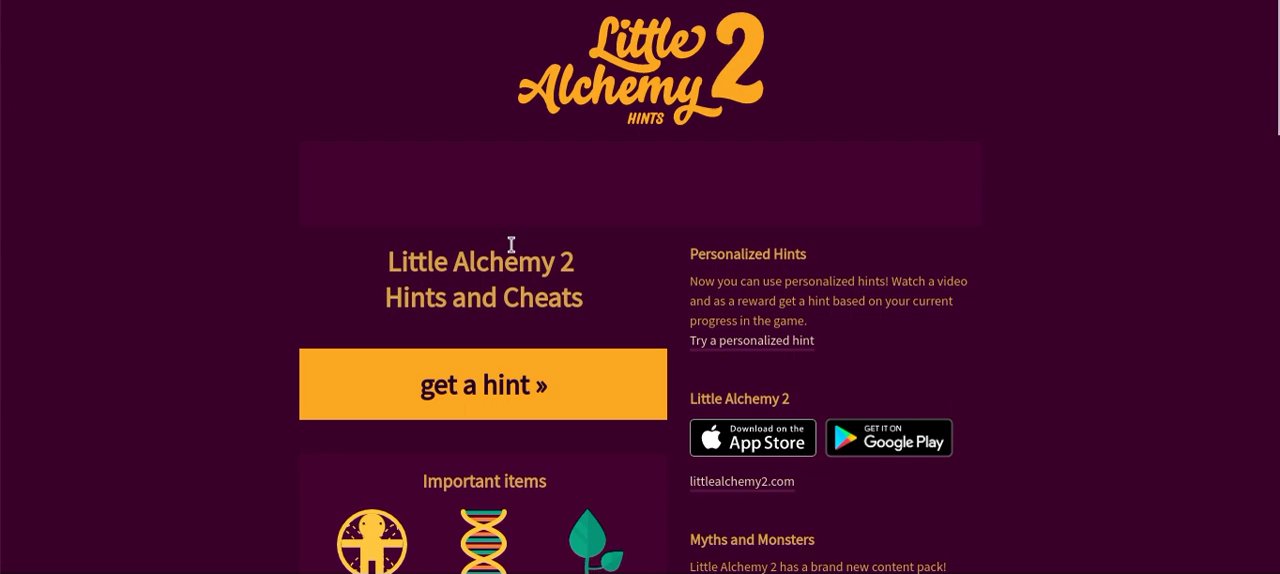 Little
Alchemy 2
HINTS
Little Alchemy 2
Hints and Cheats
get a hint »
Important items
Personalized Hints
Now you can use personalized hints! Watch a video
and as a reward get a hint based on your current
progress in the game.
Try a personalized hint
Little Alchemy 2
Download on the
App Store
GET IT ON
Google Play
littlealchemy2.com
Myths and Monsters
Little Alchemy 2 has a brand new content pack!